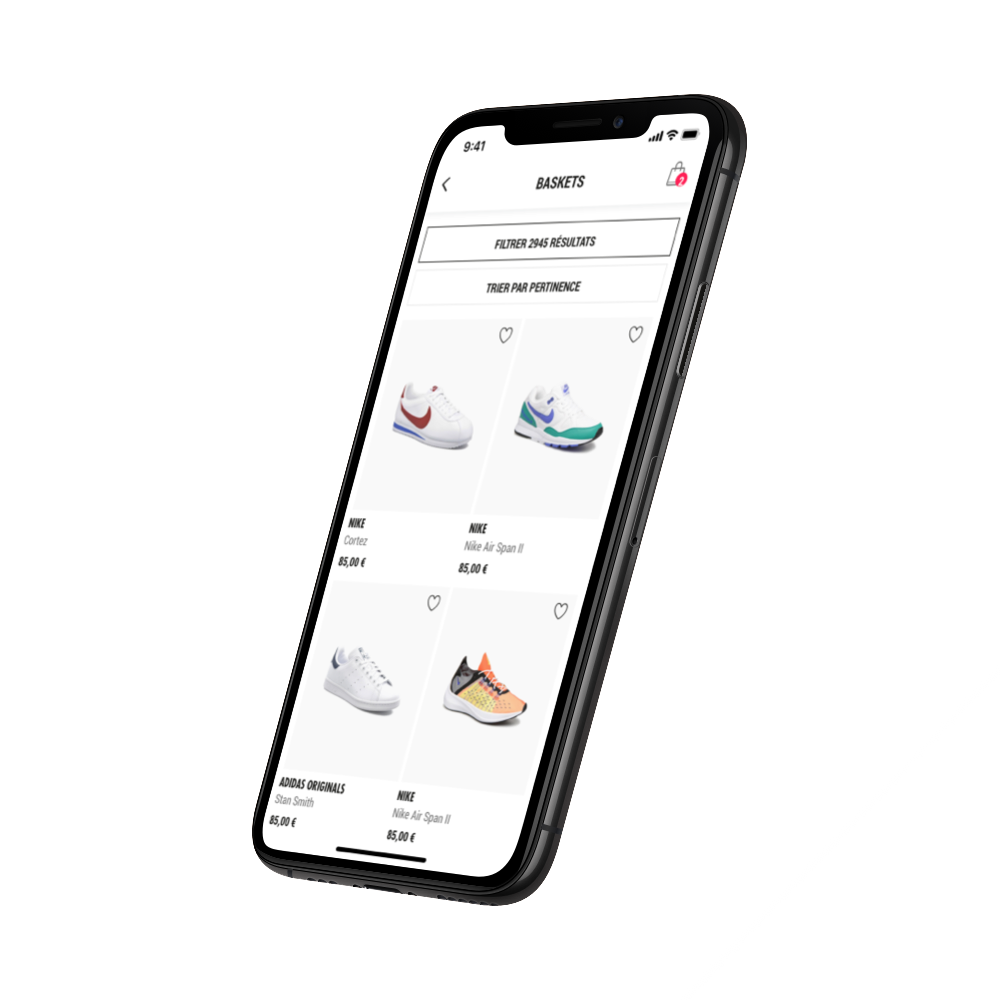 9:41
BASKETS
2
FILTRER 2945 RÉSULTATS
TRIER PAR PERTINENCE
NIKE
Cortez
85,00 €
NIKE
Nike Air Span II
85,00 €
ADIDAS ORIGINALS
Stan Smith
85,00 €
NIKE
Nike Air Span II
85,00 €